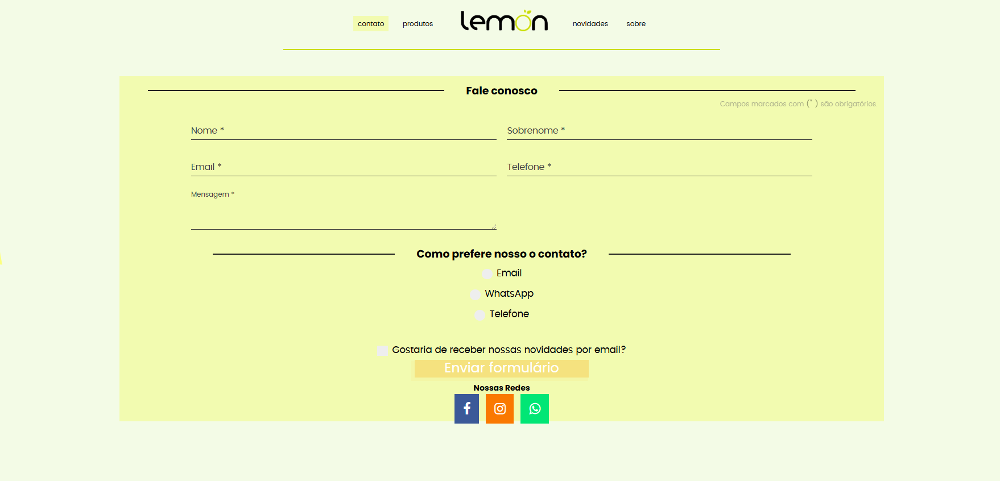 contato produtos lemon novidades sobre
Fale conosco
Campos marcados com (* ) são obrigatórios.
Nome * Sobrenome *
Email * Telefone *
Mensagem *
Como prefere nosso o contato?
Email
WhatsApp
Telefone
Gostaria de receber nossas novidades por email?
Enviar formulário
Nossas Redes